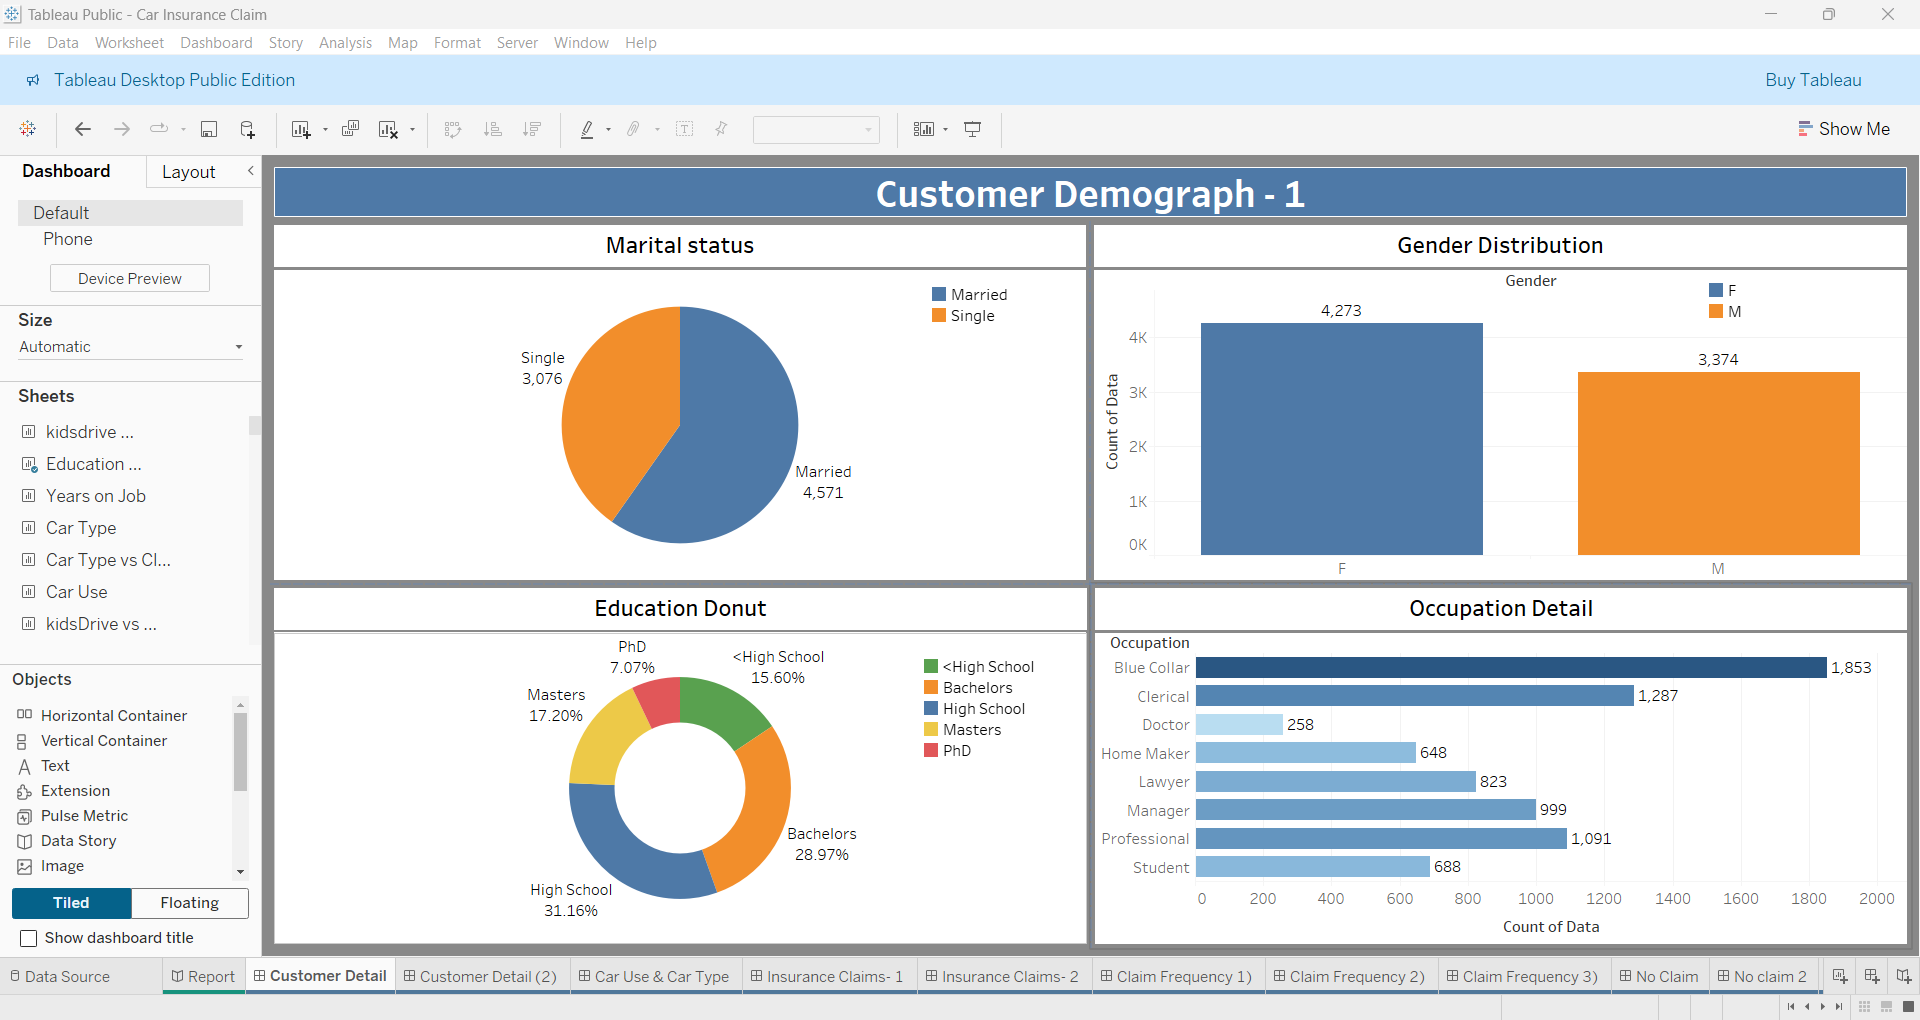 Tableau Public - Car Insurance Claim
File Data Worksheet Dashboard Story Analysis Map Format Server Window Help
Tableau Desktop Public Edition
Buy Tableau
Show Me
Dashboard
Layout
Default
Phone
Device Preview
Size
Automatic
Sheets
kidsdrive ...
Education ...
Years on Job
Car Type
Car Type vs Cl...
Car Use
kidsDrive vs ...
Objects
Horizontal Container
Vertical Container
Text
Extension
Pulse Metric
Data Story
Image
Tiled
Floating
Show dashboard title
Customer Demograph - 1
Marital status
Married
Single
Single
3,076
Married
4,571
Gender Distribution
Gender
F
M
4,273
3,374
Count of Data
4K
3K
2K
1K
0K
F
M
Education Donut
PhD
7.07%
<High School
15.60%
Masters
17.20%
Bachelors
28.97%
High School
31.16%
<High School
Bachelors
High School
Masters
PhD
Occupation Detail
Occupation
Blue Collar 1,853
Clerical 1,287
Doctor 258
Home Maker 648
Lawyer 823
Manager 999
Professional 1,091
Student 688
0 200 400 600 800 1000 1200 1400 1600 1800 2000
Count of Data
Data Source Report Customer Detail Customer Detail (2) Car Use & Car Type Insurance Claims- 1 Insurance Claims- 2 Claim Frequency 1) Claim Frequency 2) Claim Frequency 3) No Claim No claim 2